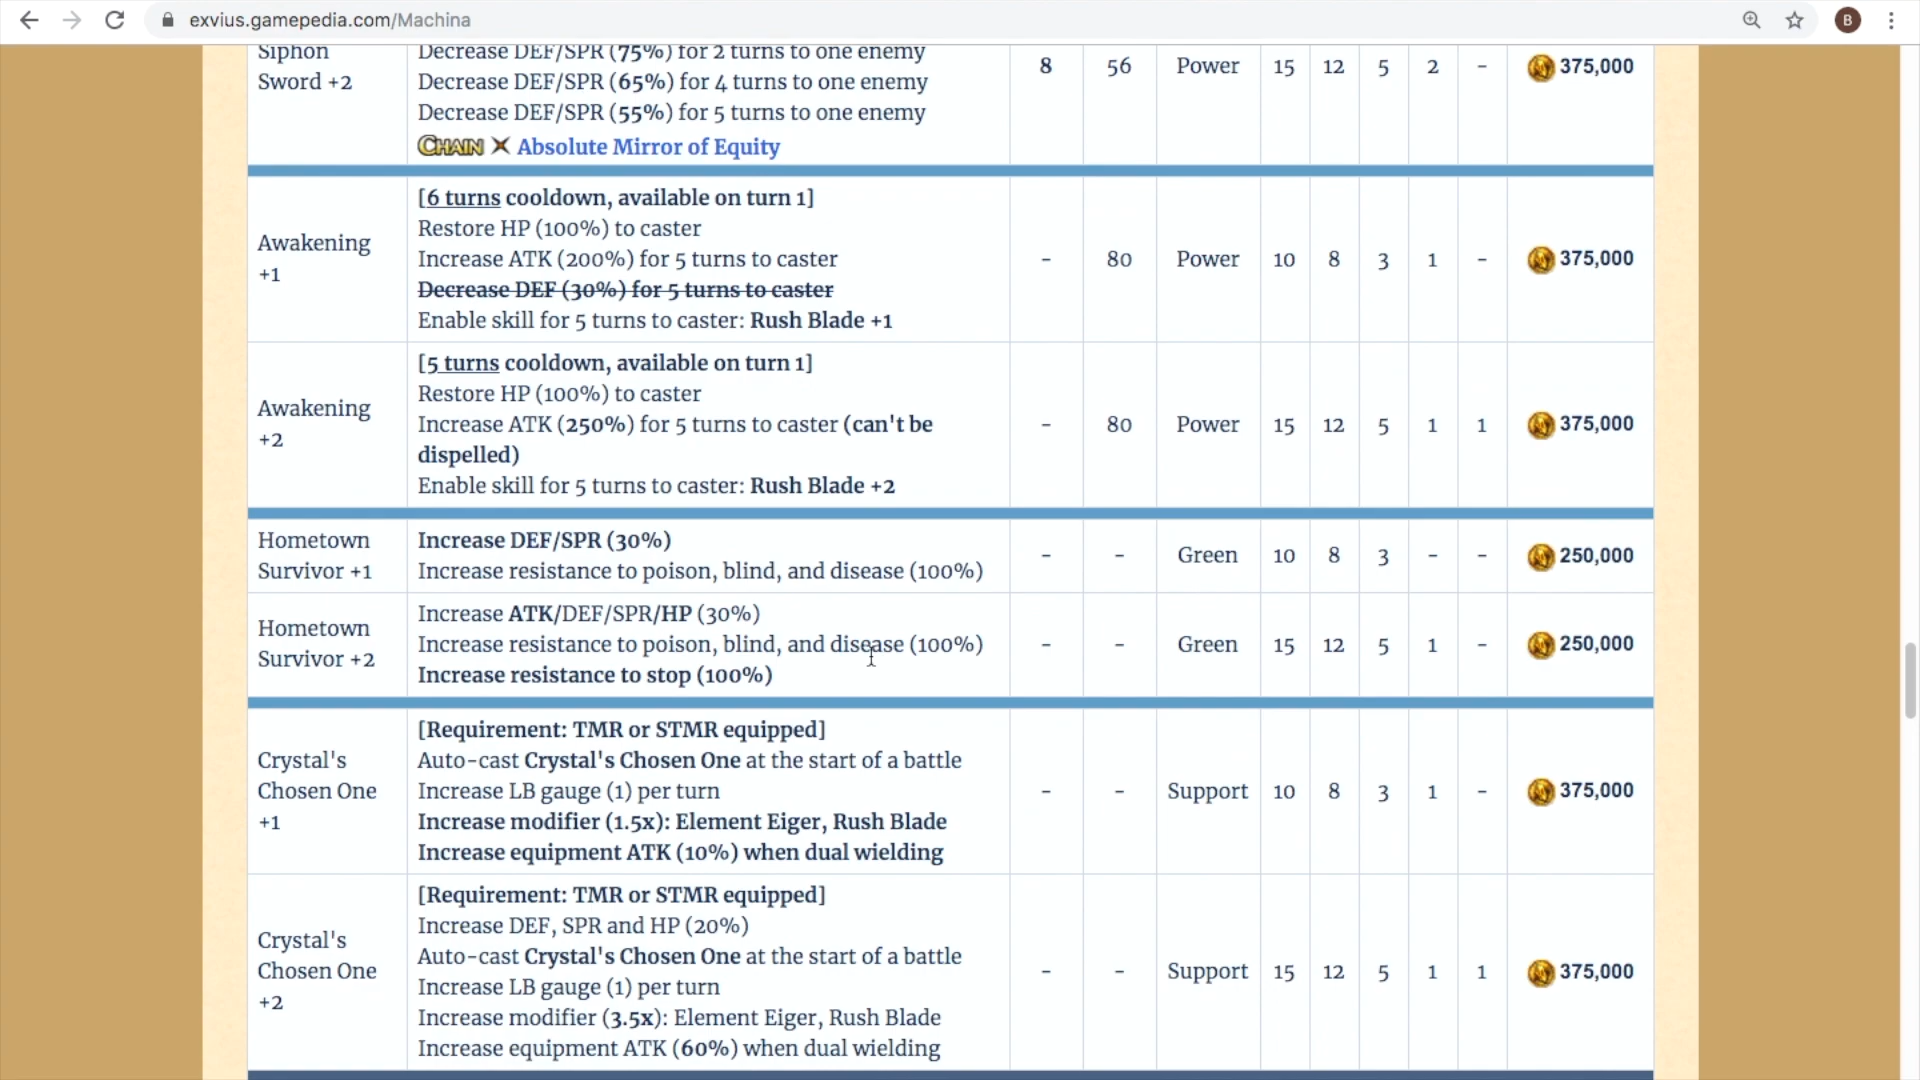 exvius.gamepedia.com/Machina
B
Siphon
Sword +2
Decrease DEF/SPR (75%) for 2 turns to one enemy
Decrease DEF/SPR (65%) for 4 turns to one enemy
Decrease DEF/SPR (55%) for 5 turns to one enemy
CHAIN Absolute Mirror of Equity
8 56 Power 15 12 5 2 - 375,000
Awakening
+1
[6 turns cooldown, available on turn 1]
Restore HP (100%) to caster
Increase ATK (200%) for 5 turns to caster
Decrease DEF (30%) for 5 turns to caster
Enable skill for 5 turns to caster: Rush Blade +1
- 80 Power 10 8 3 1 - 375,000
Awakening
+2
[5 turns cooldown, available on turn 1]
Restore HP (100%) to caster
Increase ATK (250%) for 5 turns to caster (can't be
dispelled)
Enable skill for 5 turns to caster: Rush Blade +2
- 80 Power 15 12 5 1 1 375,000
Hometown
Survivor +1
Increase DEF/SPR (30%)
Increase resistance to poison, blind, and disease (100%)
- - Green 10 8 3 - - 250,000
Hometown
Survivor +2
Increase ATK/DEF/SPR/HP (30%)
Increase resistance to poison, blind, and disease (100%)
Increase resistance to stop (100%)
- - Green 15 12 5 1 - 250,000
Crystal's
Chosen One
+1
[Requirement: TMR or STMR equipped]
Auto-cast Crystal's Chosen One at the start of a battle
Increase LB gauge (1) per turn
Increase modifier (1.5x): Element Eiger, Rush Blade
Increase equipment ATK (10%) when dual wielding
- - Support 10 8 3 1 - 375,000
Crystal's
Chosen One
+2
[Requirement: TMR or STMR equipped]
Increase DEF, SPR and HP (20%)
Auto-cast Crystal's Chosen One at the start of a battle
Increase LB gauge (1) per turn
Increase modifier (3.5x): Element Eiger, Rush Blade
Increase equipment ATK (60%) when dual wielding
- - Support 15 12 5 1 1 375,000